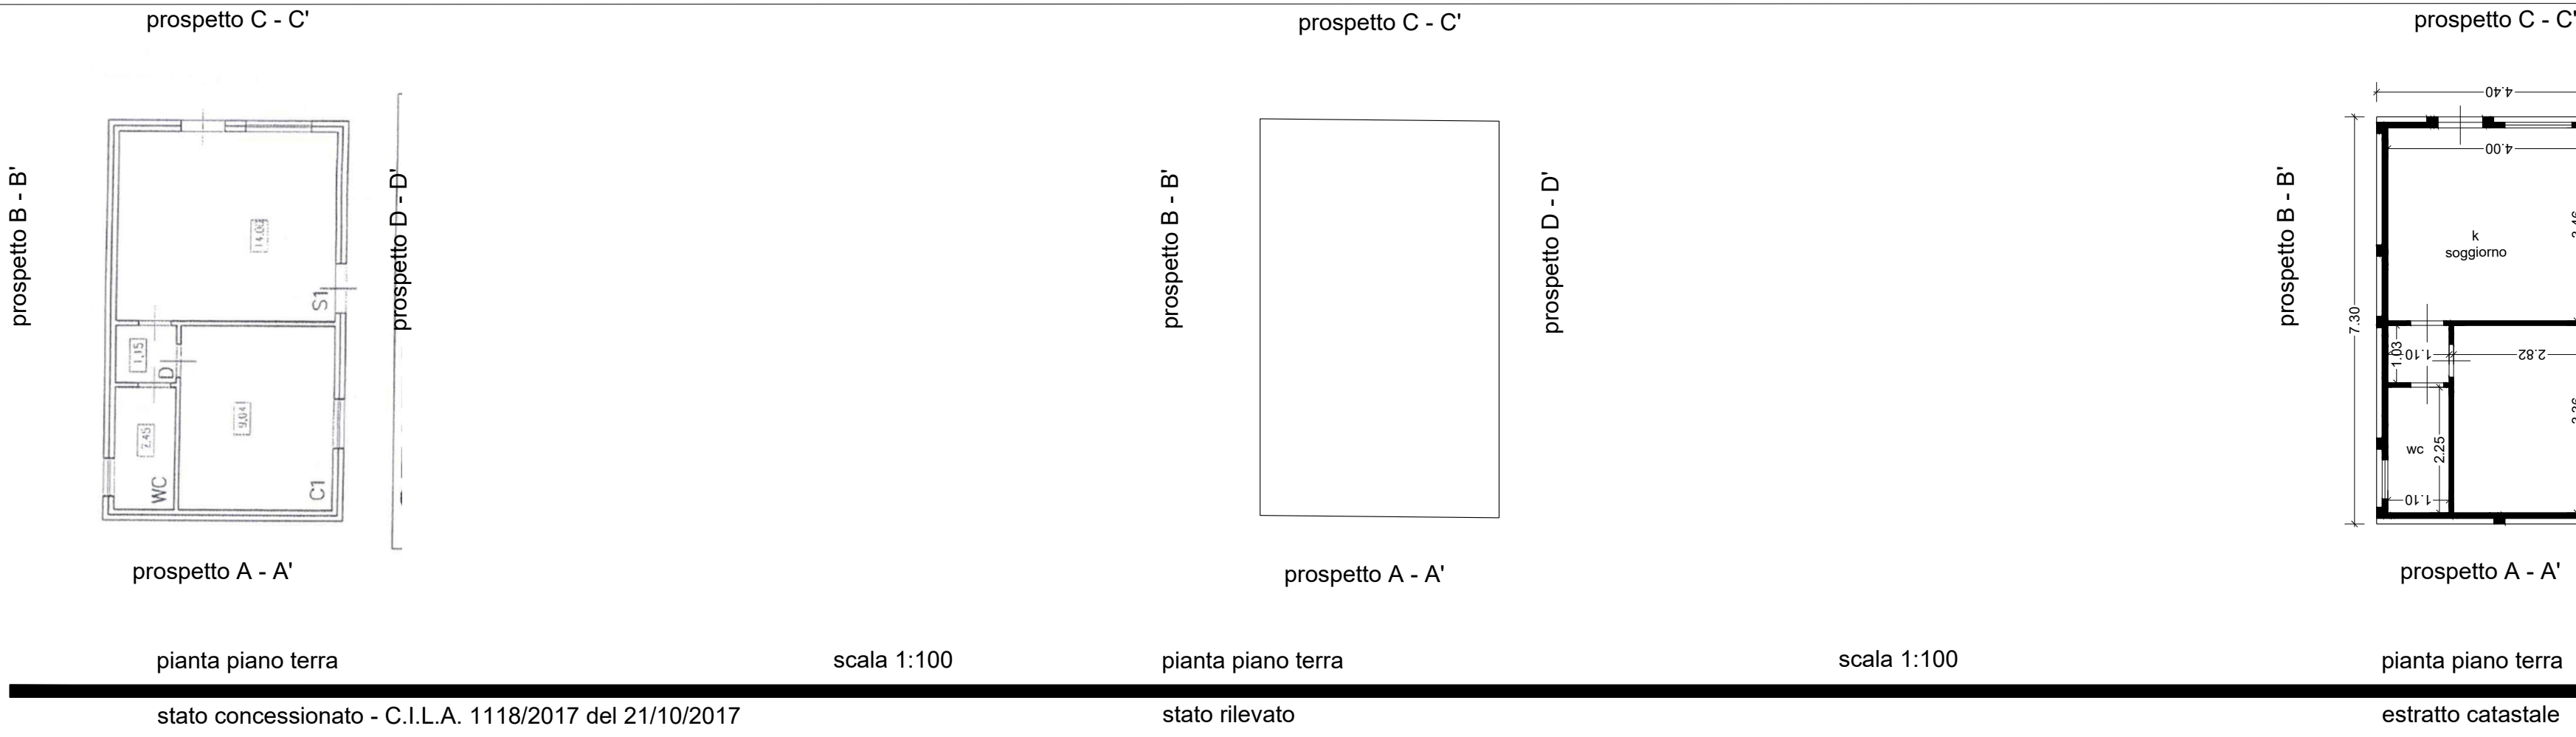 prospetto C - C'
prospetto C - C'
prospetto C - C'
prospetto B - B'
14.08
S1
1,15
D
2,45
WC
9,04
C1
prospetto D - D'
prospetto B - B'
prospetto D - D'
prospetto B - B'
4.40
4.00
k
soggiorno
7.30
1.03
1.10
2.82
wc
2.25
1.10
prospetto A - A'
prospetto A - A'
prospetto A - A'
pianta piano terra
scala 1:100
pianta piano terra
scala 1:100
pianta piano terra
stato concessionato - C.I.L.A. 1118/2017 del 21/10/2017
stato rilevato
estratto catastale